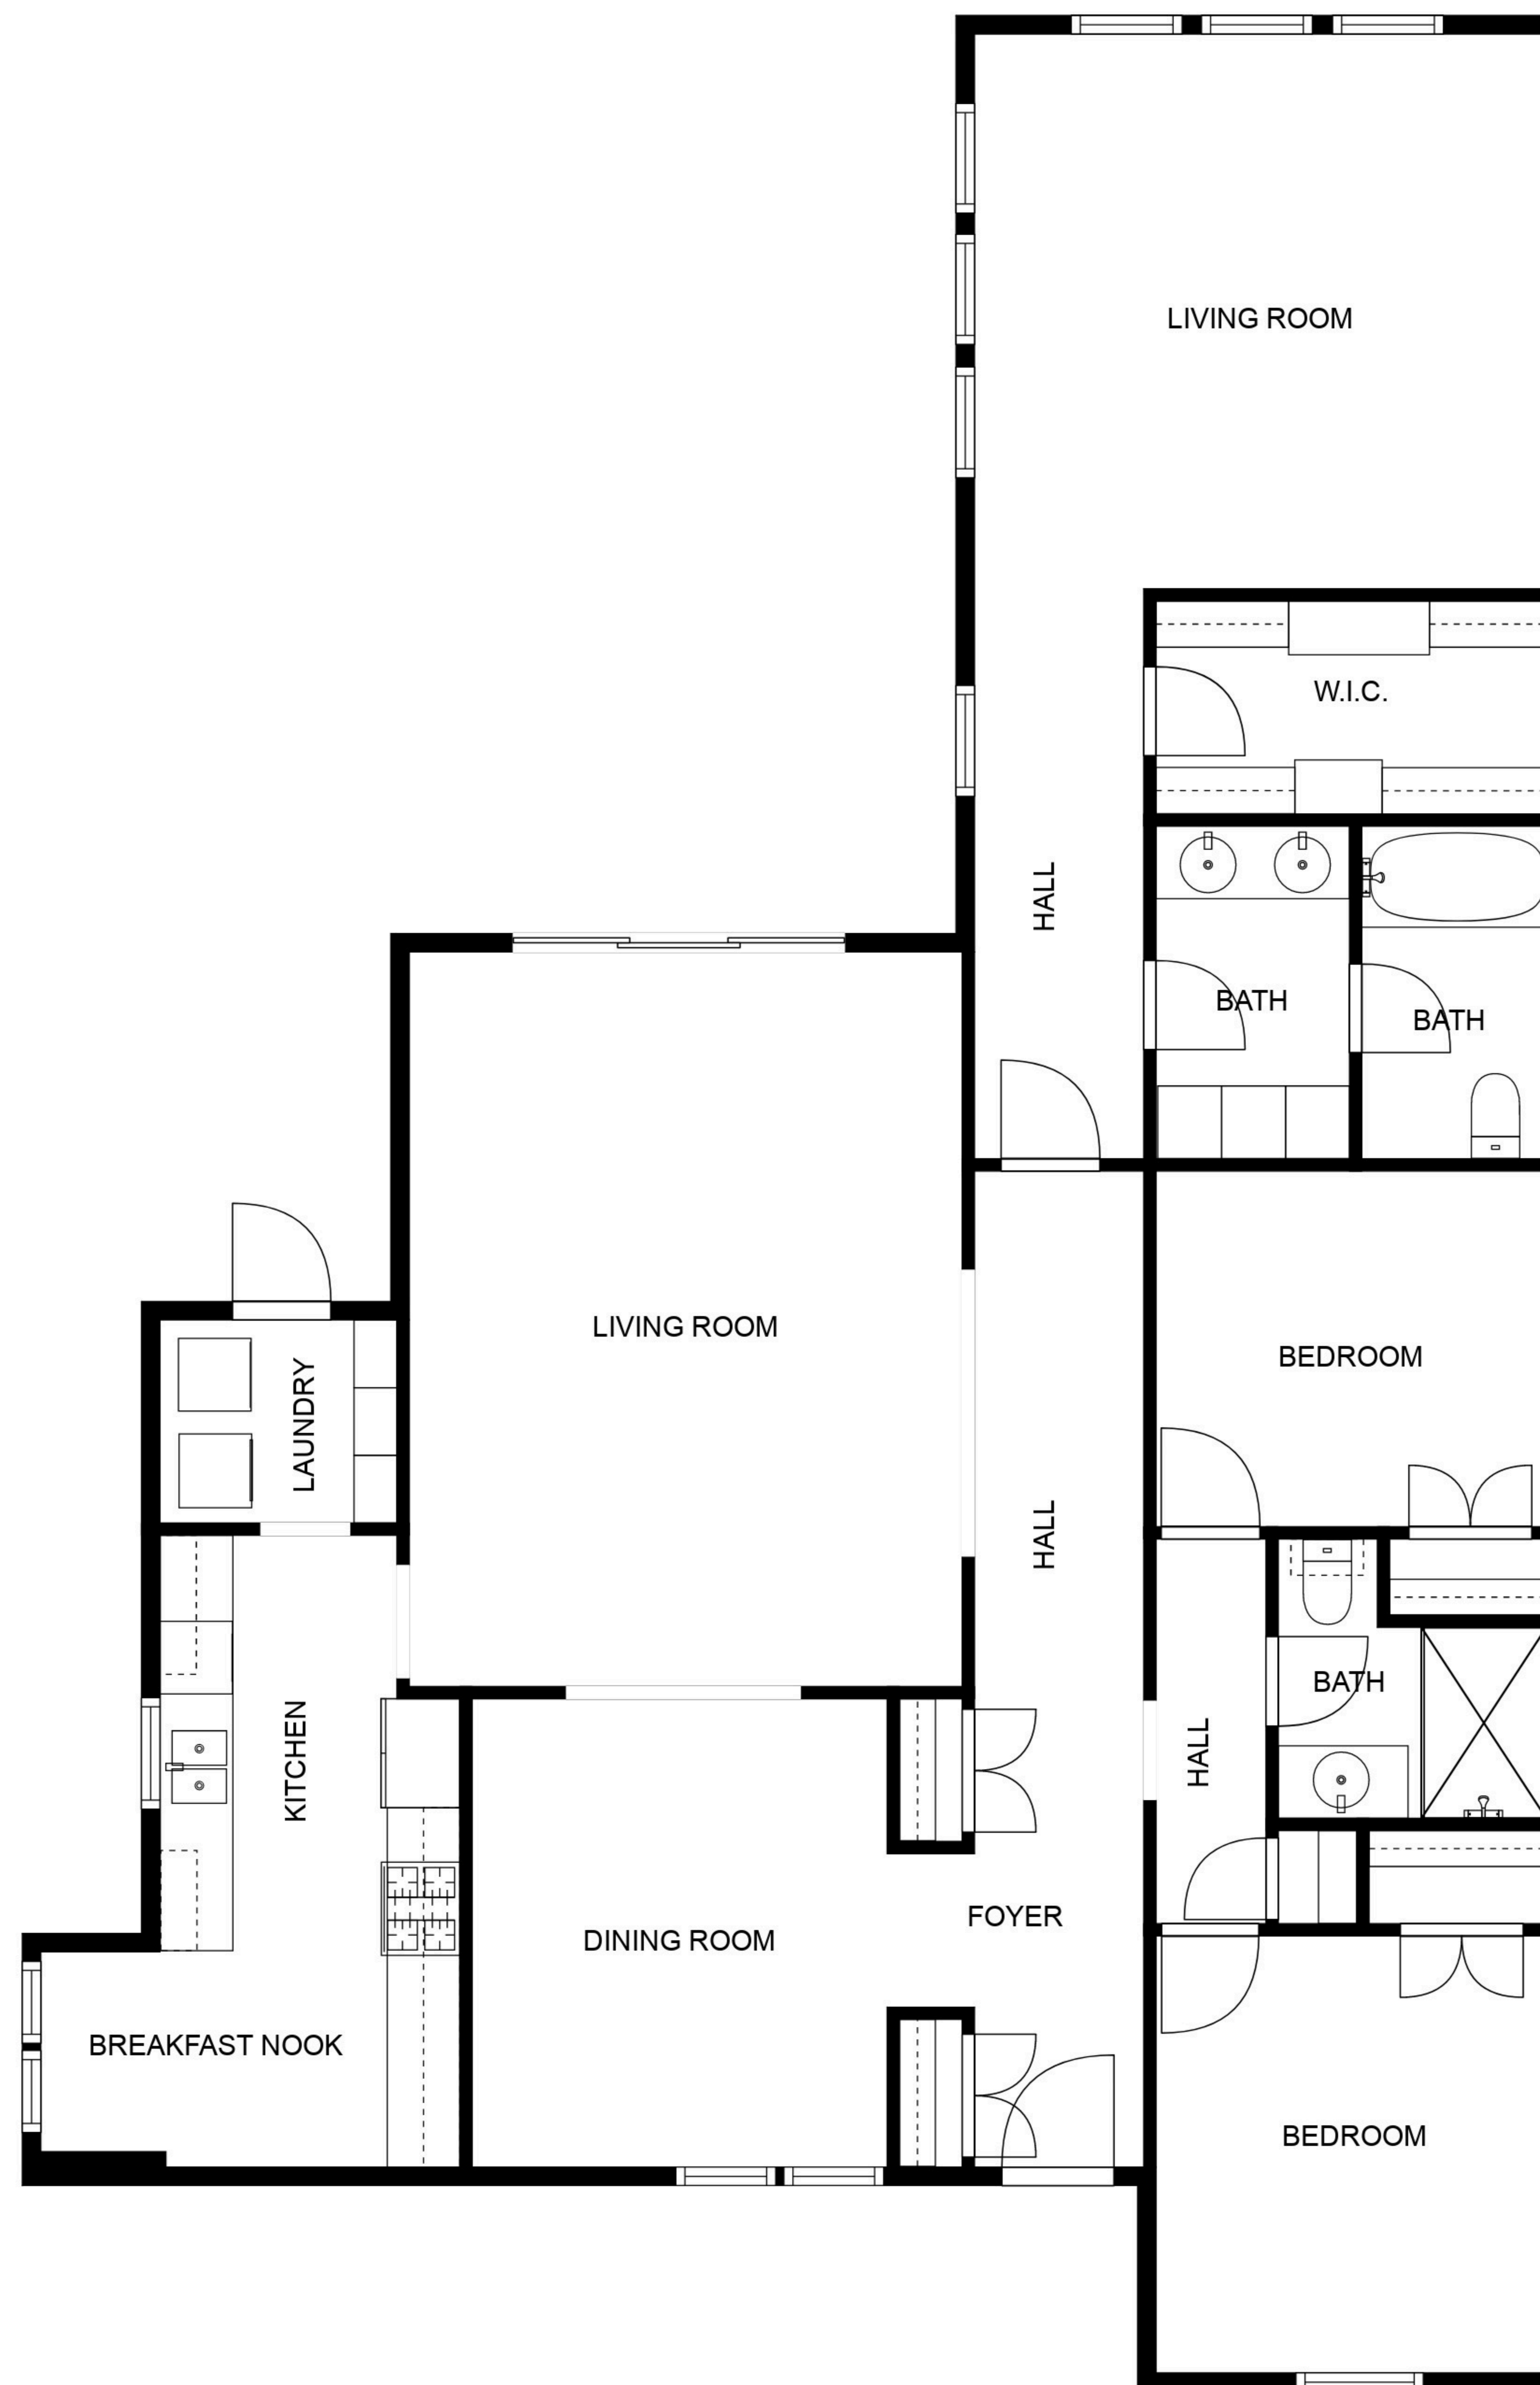 LIVING ROOM
W.I.C.
HALL
BATH
BATH
LIVING ROOM
BEDROOM
LAUNDRY
HALL
KITCHEN
HALL
BATH
DINING ROOM
FOYER
BREAKFAST NOOK
BEDROOM